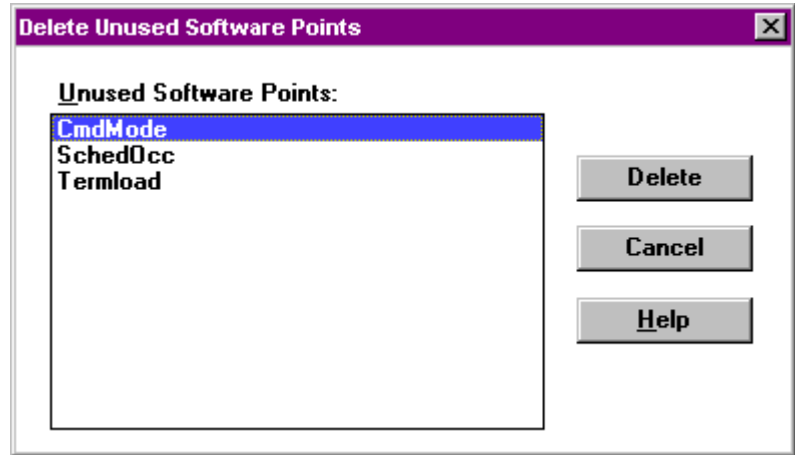 Delete Unused Software Points
Unused Software Points:
CmdMode
SchedOcc
Termload
Delete
Cancel
Help